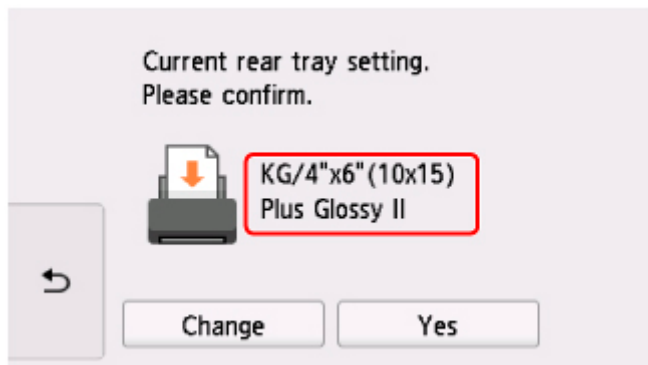 Current rear tray setting.
Please confirm.
KG/4"x6"(10x15)
Plus Glossy II
Change
Yes